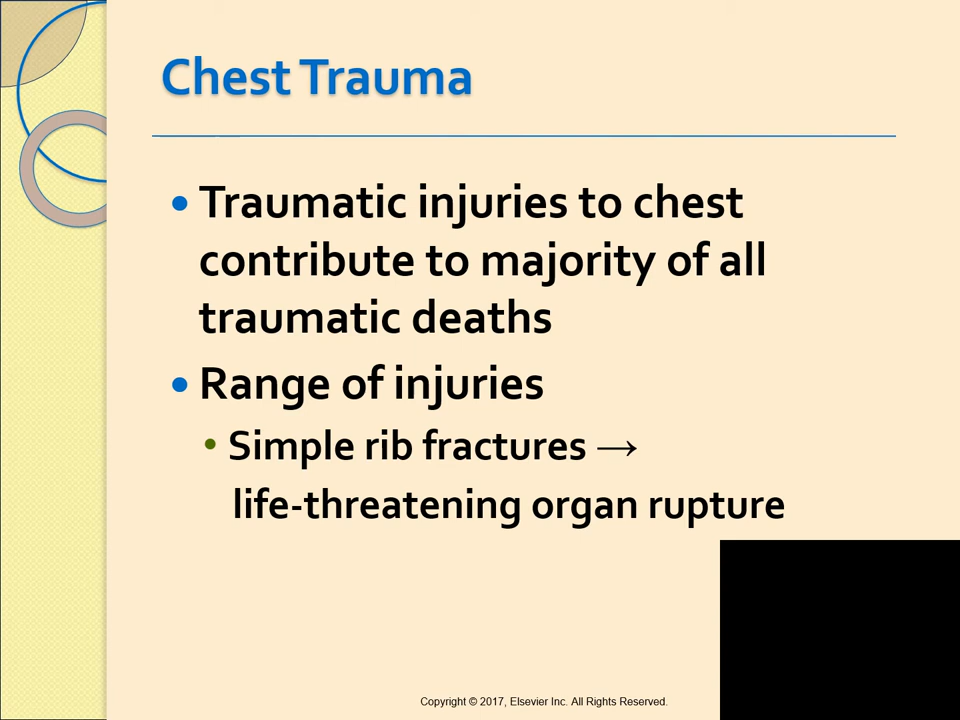 Chest Trauma
• Traumatic injuries to chest
contribute to majority of all
traumatic deaths
• Range of injuries
• Simple rib fractures →
life-threatening organ rupture
Copyright © 2017, Elsevier Inc. All Rights Reserved.